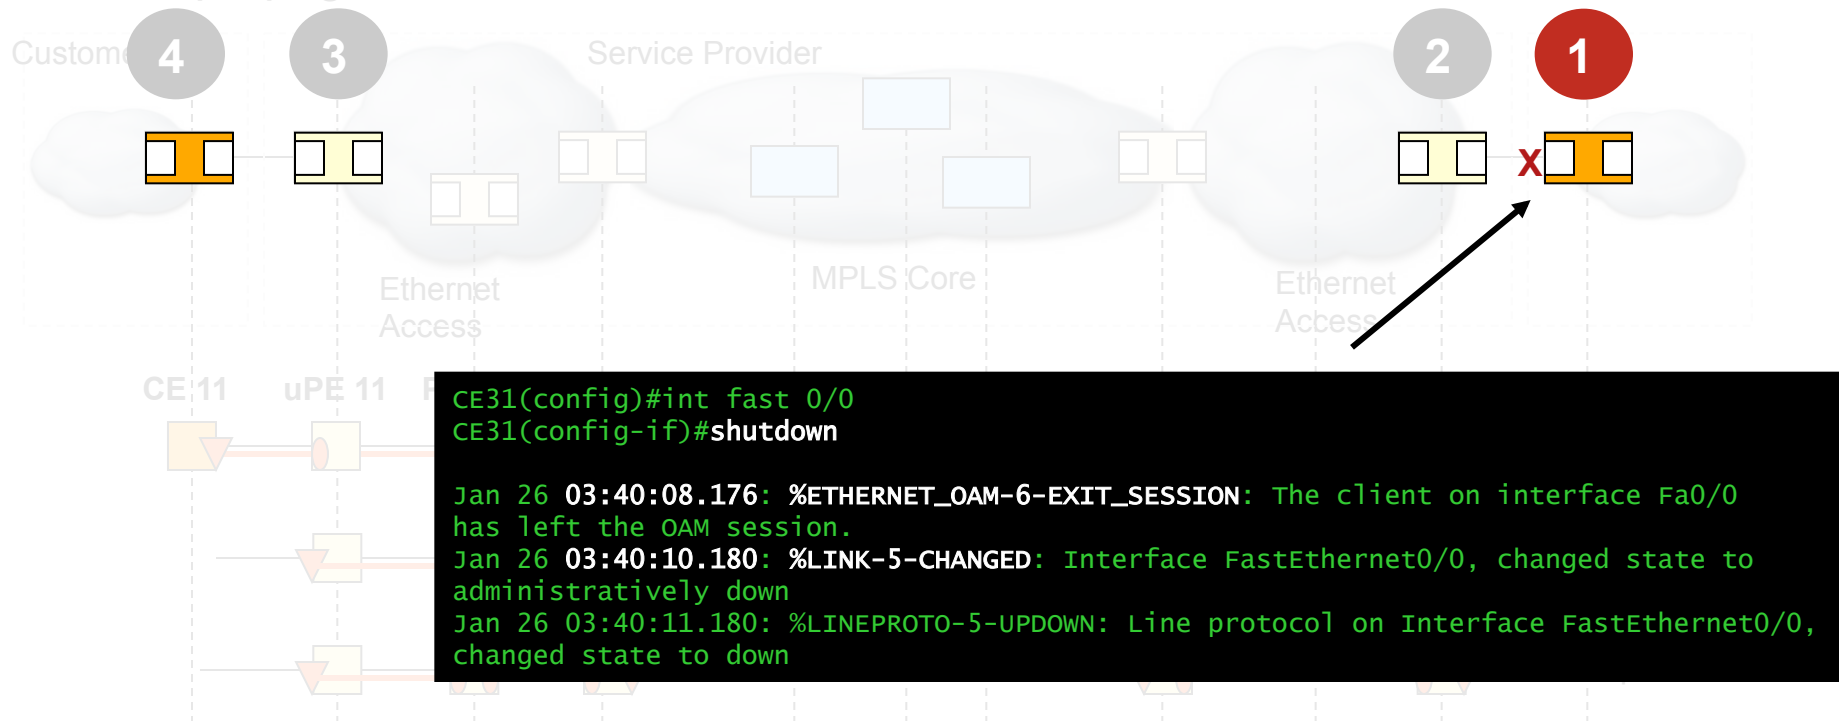 4
3
2
1
Service Provider
X
Ethernet
Access
MPLS Core
Ethernet
Access
CE 11
uPE 11
CE31(config)#int fast 0/0
CE31(config-if)#shutdown
Jan 26 03:40:08.176: %ETHERNET_OAM-6-EXIT_SESSION: The client on interface Fa0/0
has left the OAM session.
Jan 26 03:40:10.180: %LINK-5-CHANGED: Interface FastEthernet0/0, changed state to
administratively down
Jan 26 03:40:11.180: %LINEPROTO-5-UPDOWN: Line protocol on Interface FastEthernet0/0,
changed state to down